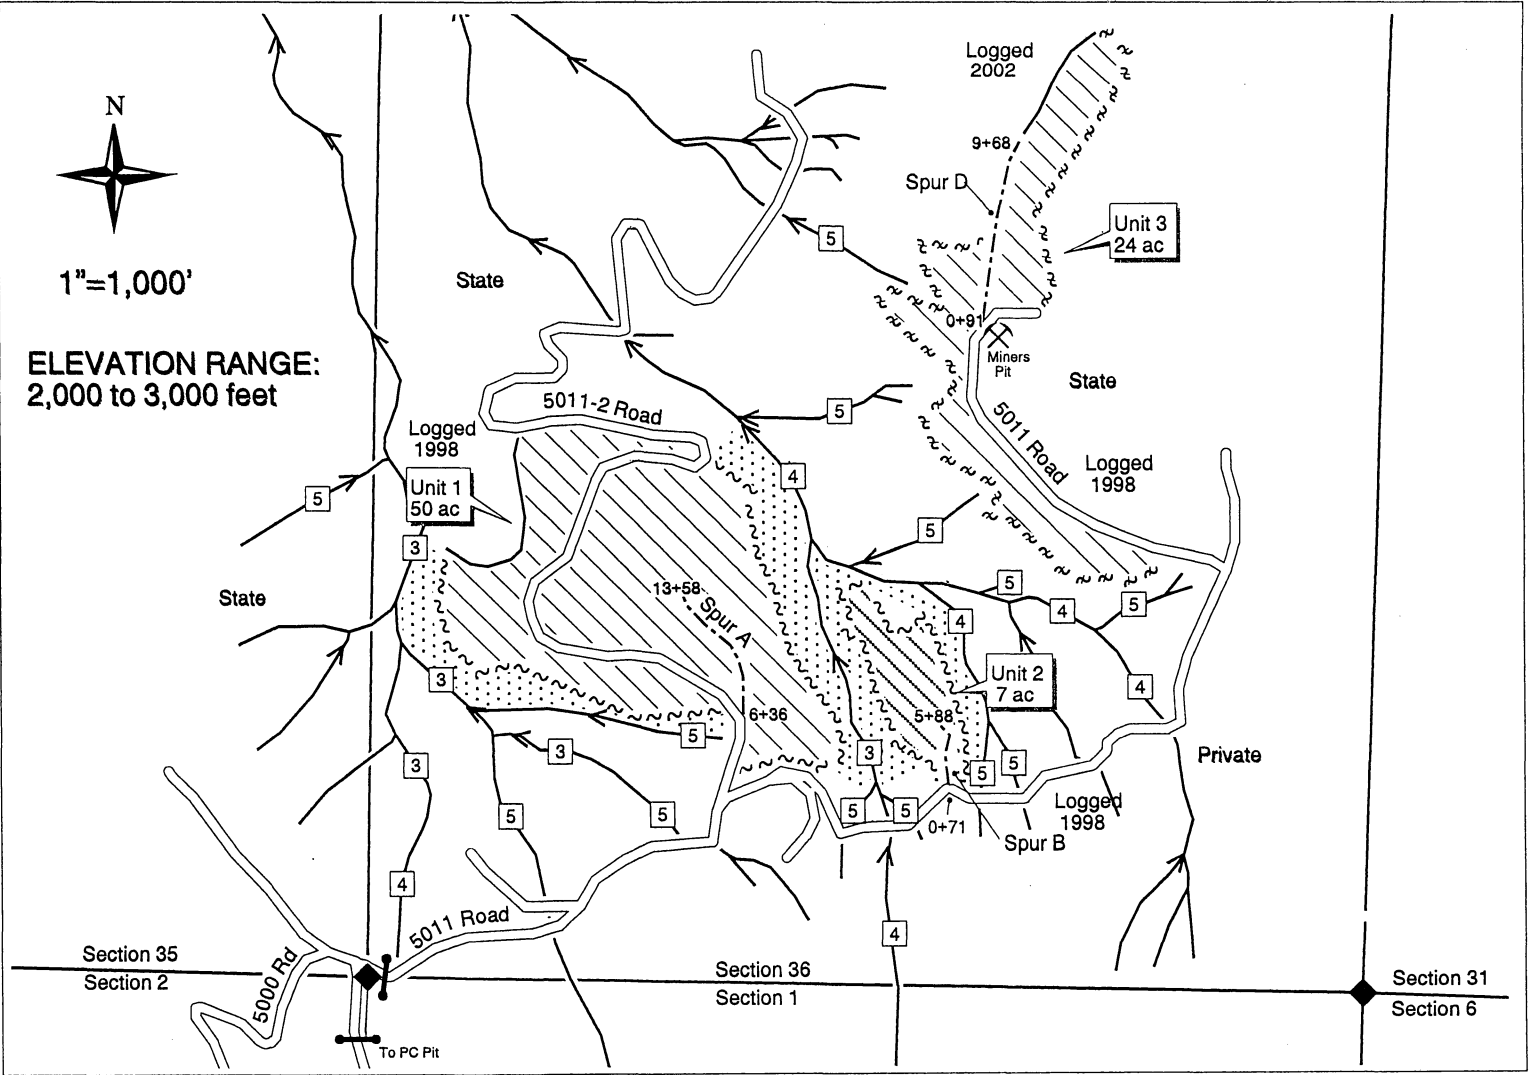 N
1"=1,000'
ELEVATION RANGE:
2,000 to 3,000 feet
Logged
2002
9+68
Spur D
Unit 3
24 ac
5
State
0+91
Miners
Pit
State
5011-2 Road
5
5011 Road
Logged
1998
Logged
1998
Unit 1
50 ac
4
5
5
3
5
State
13+58
Spur A
5
4
5
4
3
Unit 2
7 ac
4
6+36
5+88
5
3
3
3
5
5
Private
5
5
5
5
0+71
Logged
1998
Spur B
4
5011 Road
4
Section 35
Section 2
5000 Rd
Section 36
Section 1
Section 31
Section 6
To PC Pit